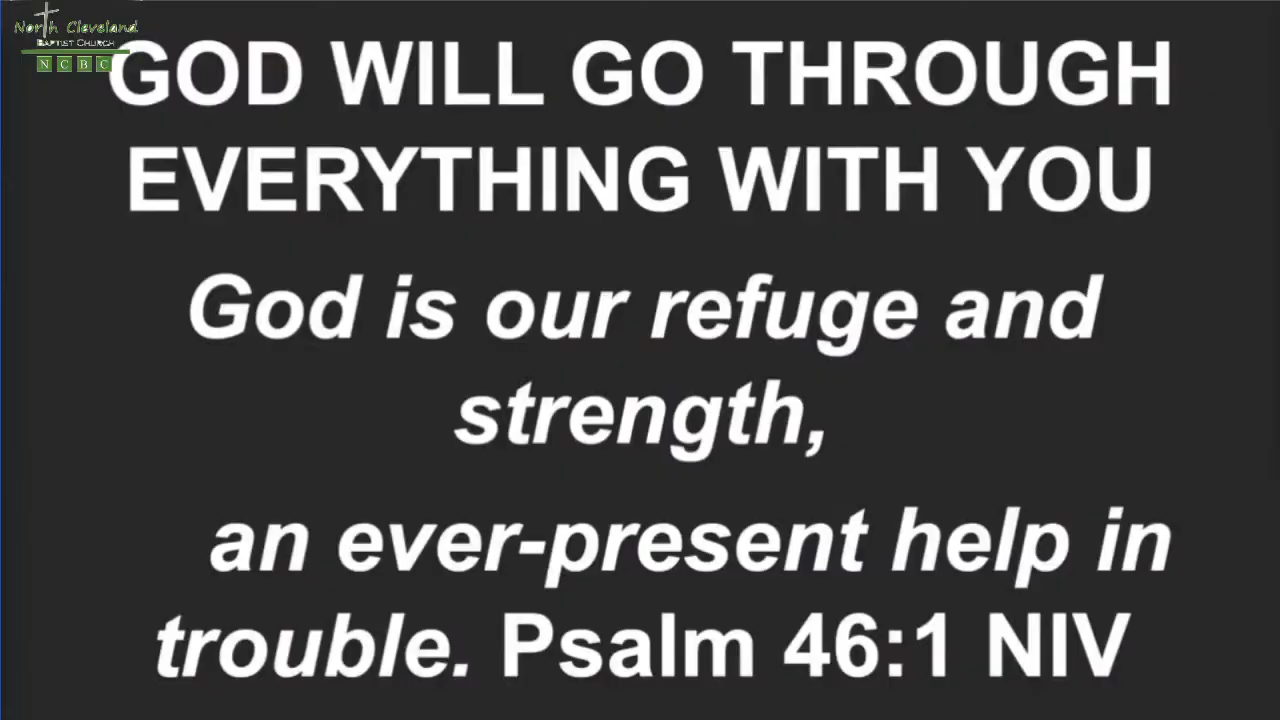 North Cleveland
BAPTIST CHURCH
NCBC
GOD WILL GO THROUGH
EVERYTHING WITH YOU
God is our refuge and
strength,
an ever-present help in
trouble. Psalm 46:1 NIV